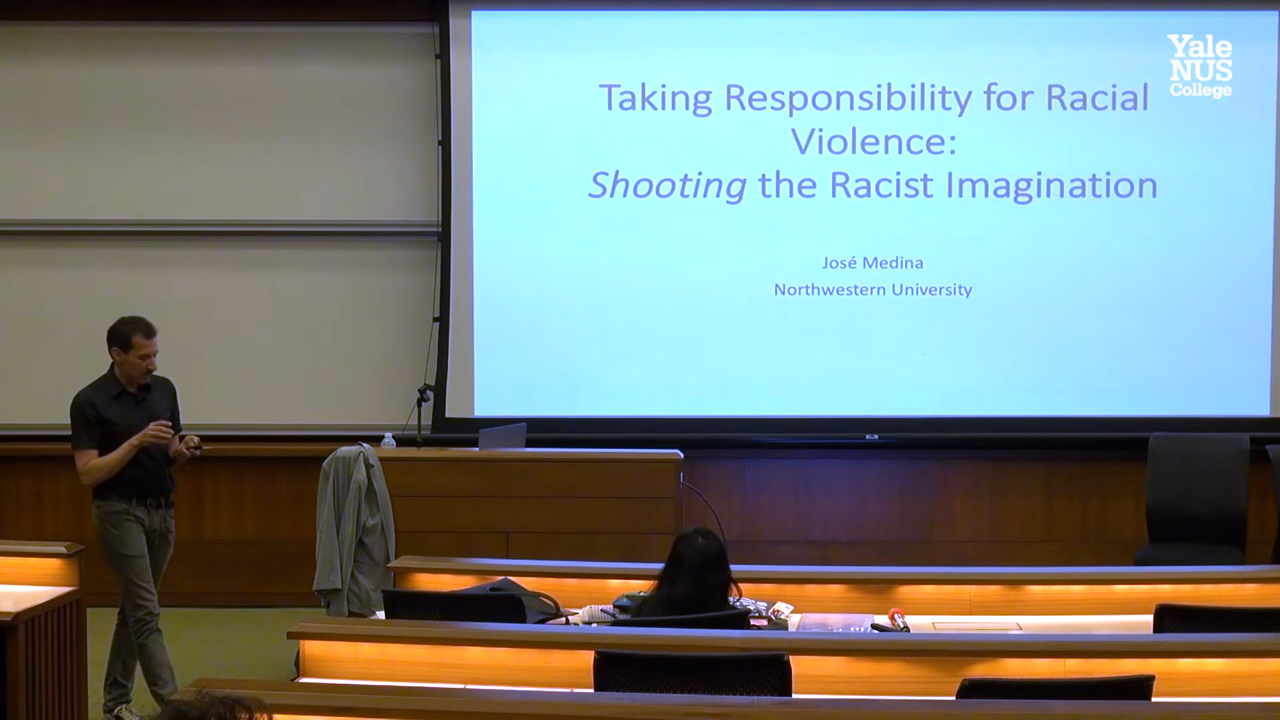 Yale
NUS
College
Taking Responsibility for Racial
Violence:
Shooting the Racist Imagination
José Medina
Northwestern University